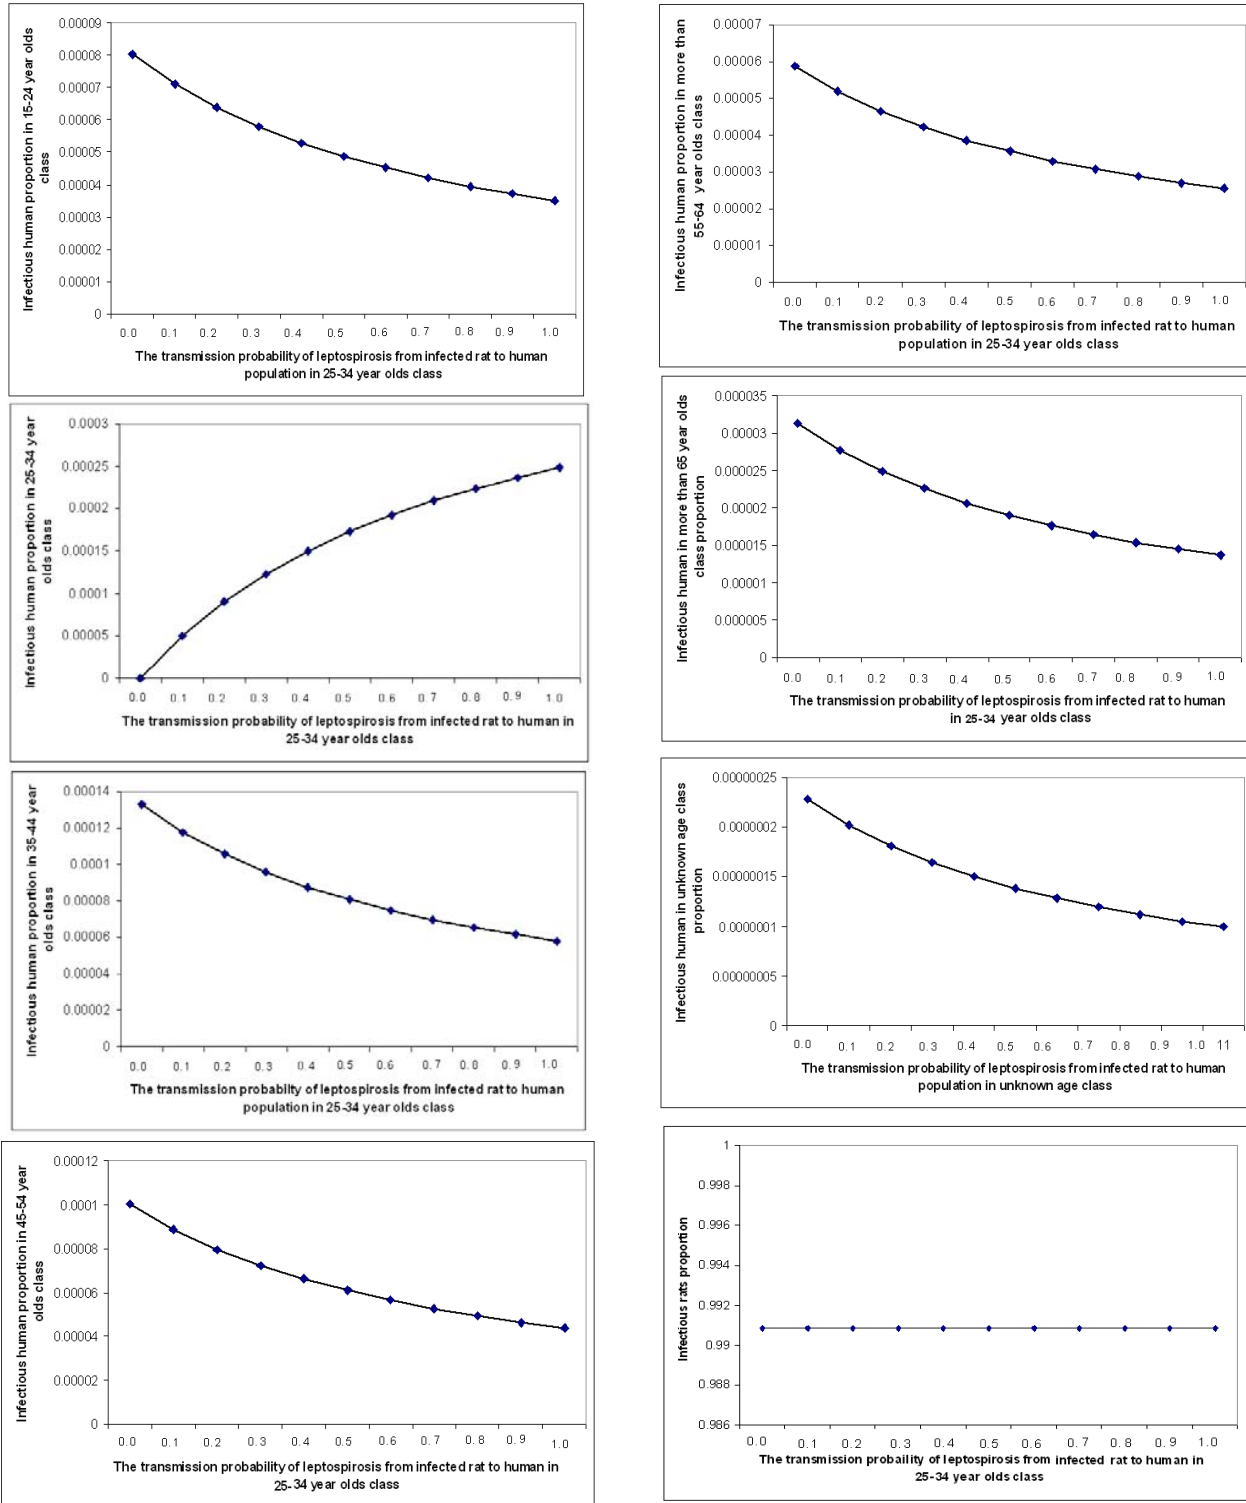 Infectious human proportion in 15-24 year olds
class
0.00009
0.00008
0.00007
0.00006
0.00005
0.00004
0.00003
0.00002
0.00001
0
0.0 0.1 0.2 0.3 0.4 0.5 0.6 0.7 0.8 0.9 1.0
The transmission probability of leptospirosis from infected rat to human
population in 25-34 year olds class
Infectious human proportion in 25-34 year
olds class
0.0003
0.00025
0.0002
0.00015
0.0001
0.00005
0
0.0 0.1 0.2 0.3 0.4 0.5 0.6 0.7 0.8 0.9 1.0
The transmission probability of leptospirosis from infected rat to human in
25-34 year olds class
Infectious human proportion in 35-44 year
olds class
0.00014
0.00012
0.0001
0.00008
0.00006
0.00004
0.00002
0
0.0 0.1 0.2 0.3 0.4 0.5 0.6 0.7 0.8 0.9 1.0
The transmission probabilty of leptospirosis from infected rat to human
population in 25-34 year olds class
Infectious human proportion in 45-54 year
olds class
0.00012
0.0001
0.00008
0.00006
0.00004
0.00002
0
0.0 0.1 0.2 0.3 0.4 0.5 0.6 0.7 0.8 0.9 1.0
The transmission probability of leptospirosis from infected rat to human in
25-34 year olds class
Infectious human proportion in more than
55-64 year olds class
0.00007
0.00006
0.00005
0.00004
0.00003
0.00002
0.00001
0
0.0 0.1 0.2 0.3 0.4 0.5 0.6 0.7 0.8 0.9 1.0
The transmission probability of leptospirosis from infected rat to human
population in 25-34 year olds class
Infectious human in more than 65 year olds
class proportion
0.000035
0.00003
0.000025
0.00002
0.000015
0.00001
0.000005
0
0.0 0.1 0.2 0.3 0.4 0.5 0.6 0.7 0.8 0.9 1.0
The transmission probability of leptospirosis from infected rat to human
in 25-34 year olds class
Infectious human in unknown age class
proportion
0.00000025
0.0000002
0.00000015
0.0000001
0.00000005
0
0.0 0.1 0.2 0.3 0.4 0.5 0.6 0.7 0.8 0.9 11
The transmission probability of leptospirosis from infected rat to human
population in unknown age class
Infectious rats proportion
1
0.998
0.996
0.994
0.992
0.99
0.988
0.986
0.0 0.1 0.2 0.3 0.4 0.5 0.6 0.7 0.8 0.9 1.0
The transmission probaility of leptospirosis from infected rat to human in
25-34 year olds class